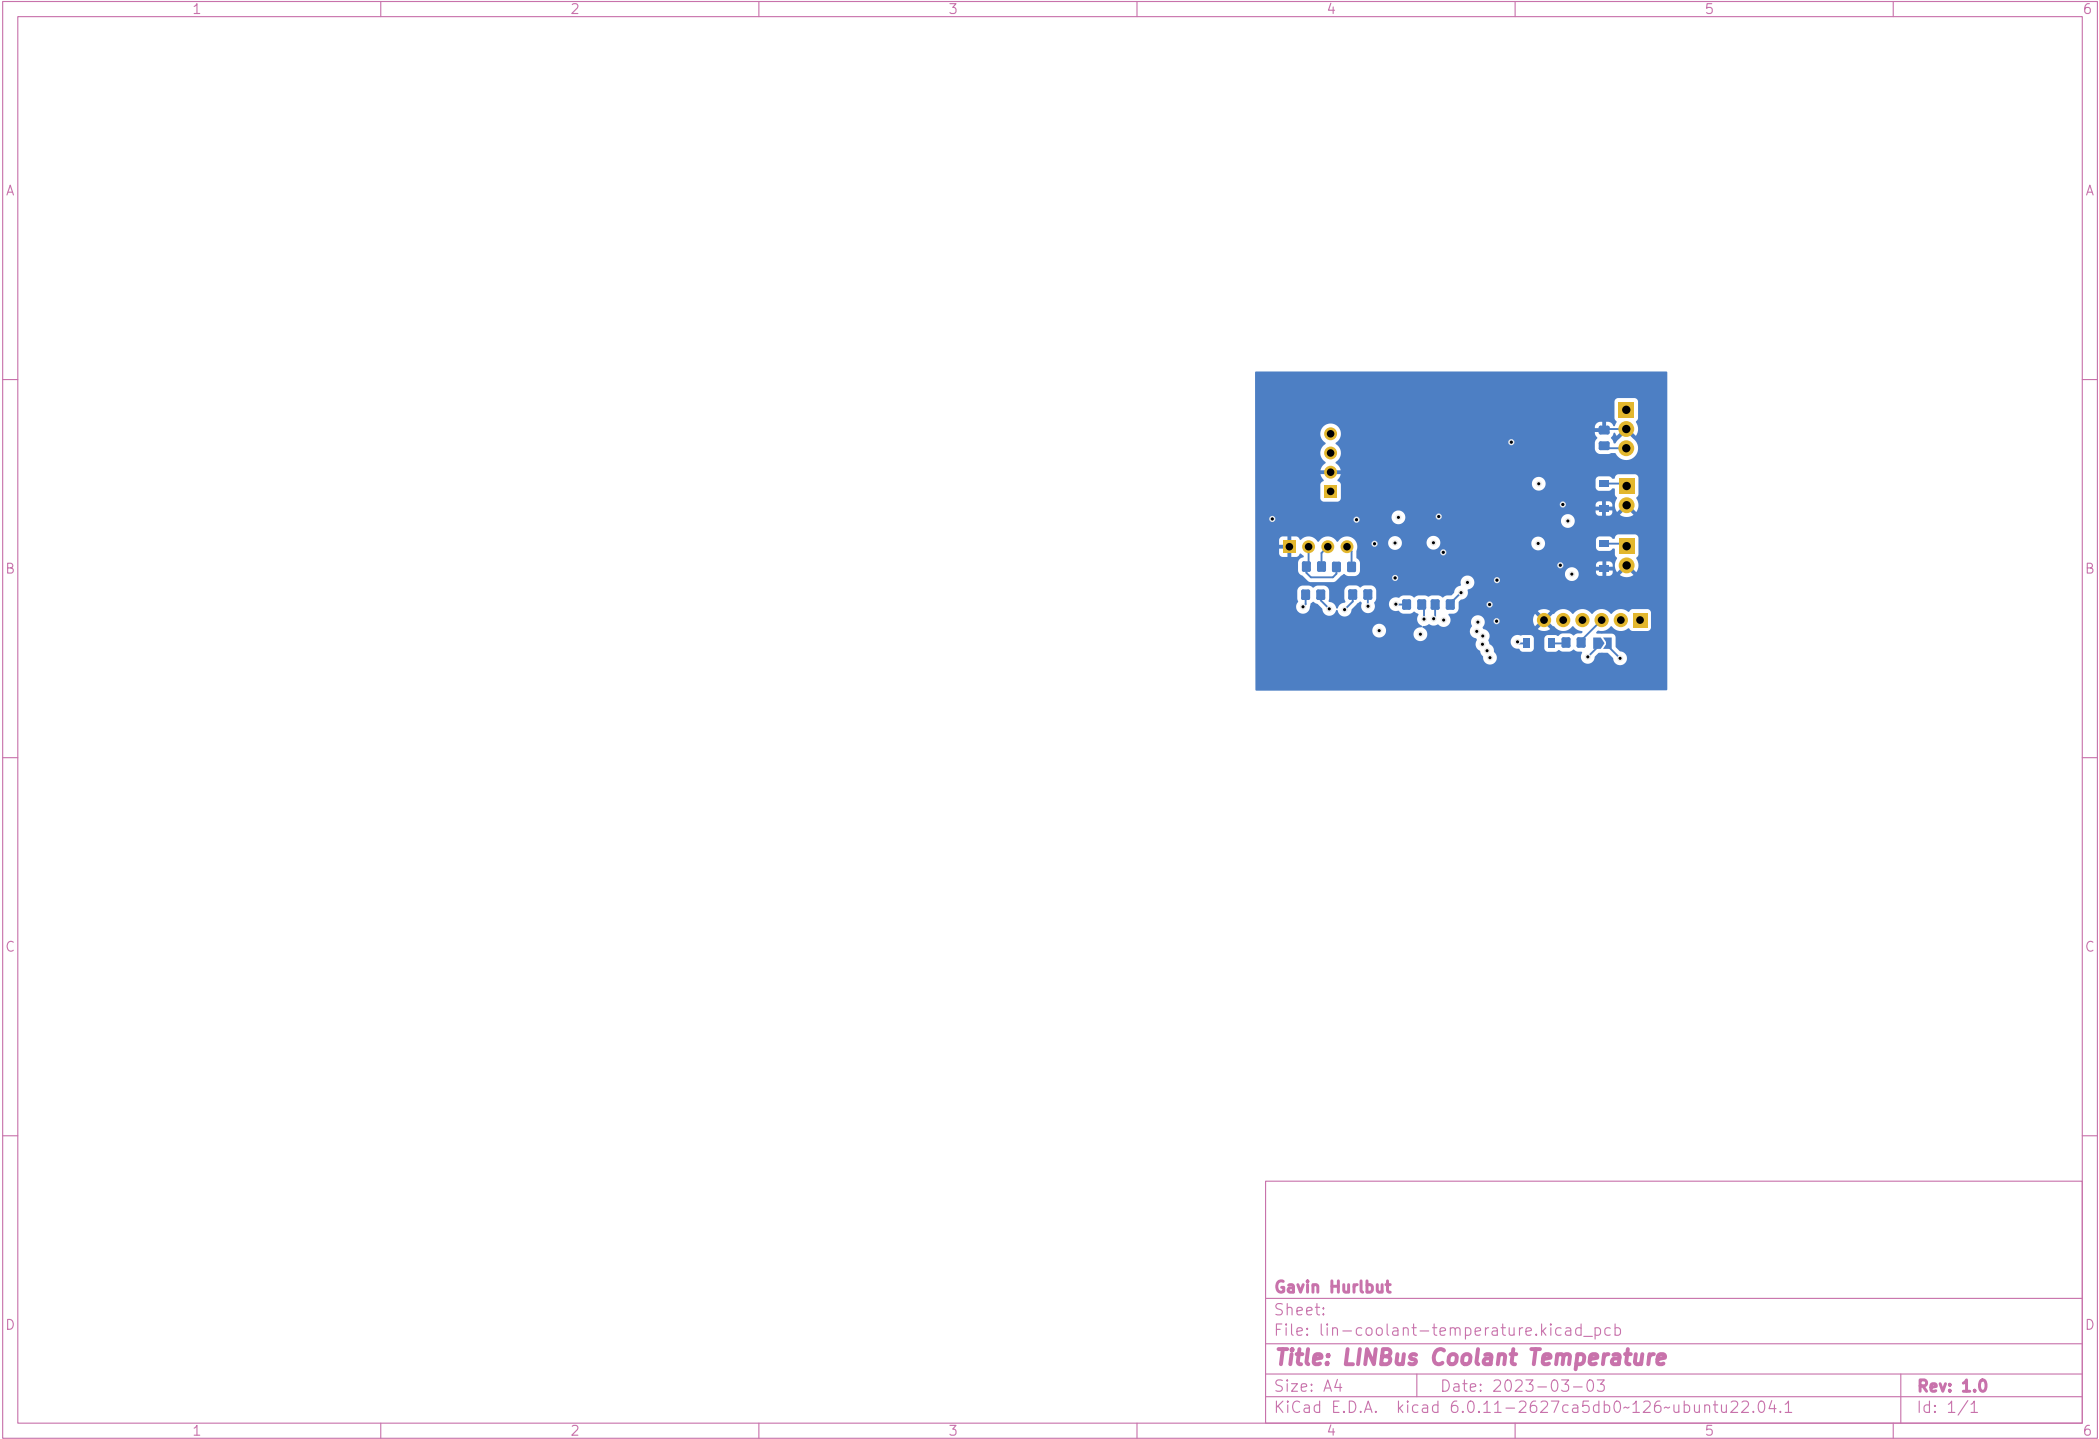 1 2 3 4 5 6
A A
B B
C C
Gavin Hurlbut
Sheet:
File: lin-coolant-temperature.kicad_pcb
D D
Title: LINBus Coolant Temperature
Size: A4 Date: 2023-03-03 Rev: 1.0
KiCad E.D.A. kicad 6.0.11-2627ca5db0~126~ubuntu22.04.1 Id: 1/1
1 2 3 4 5 6